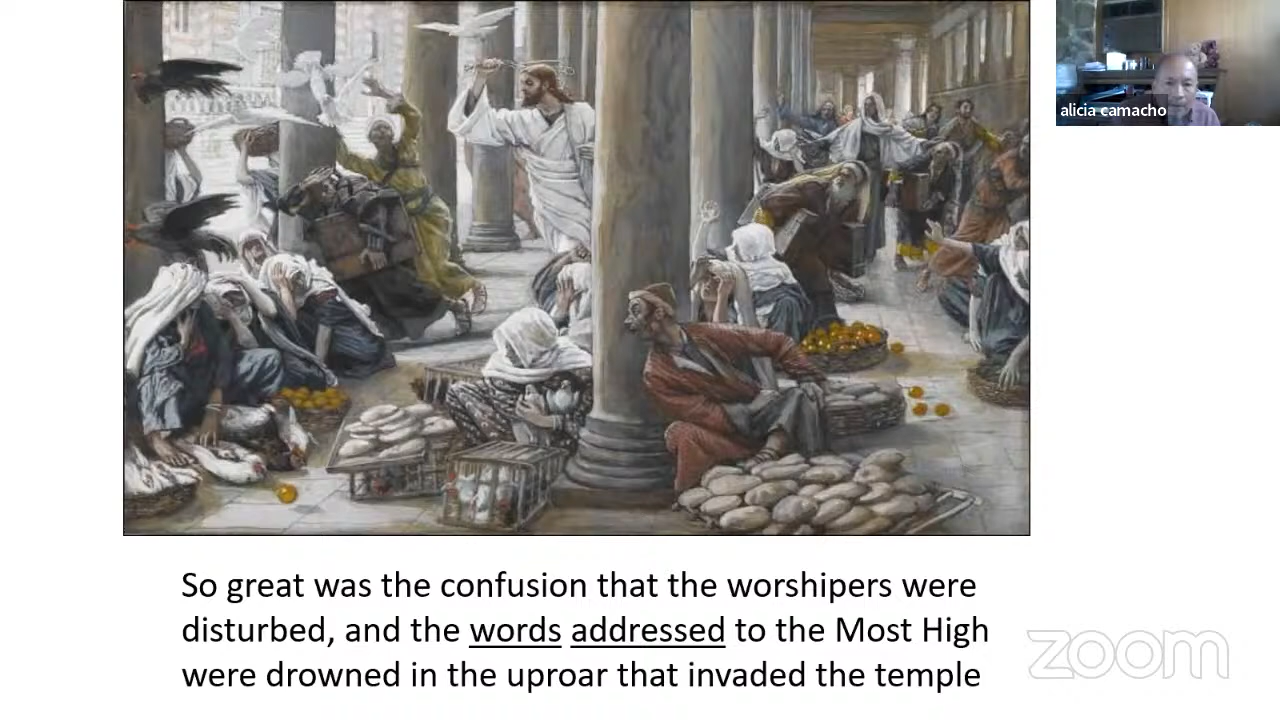 alicia camacho
So great was the confusion that the worshipers were
disturbed, and the words addressed to the Most High
were drowned in the uproar that invaded the temple
zoom